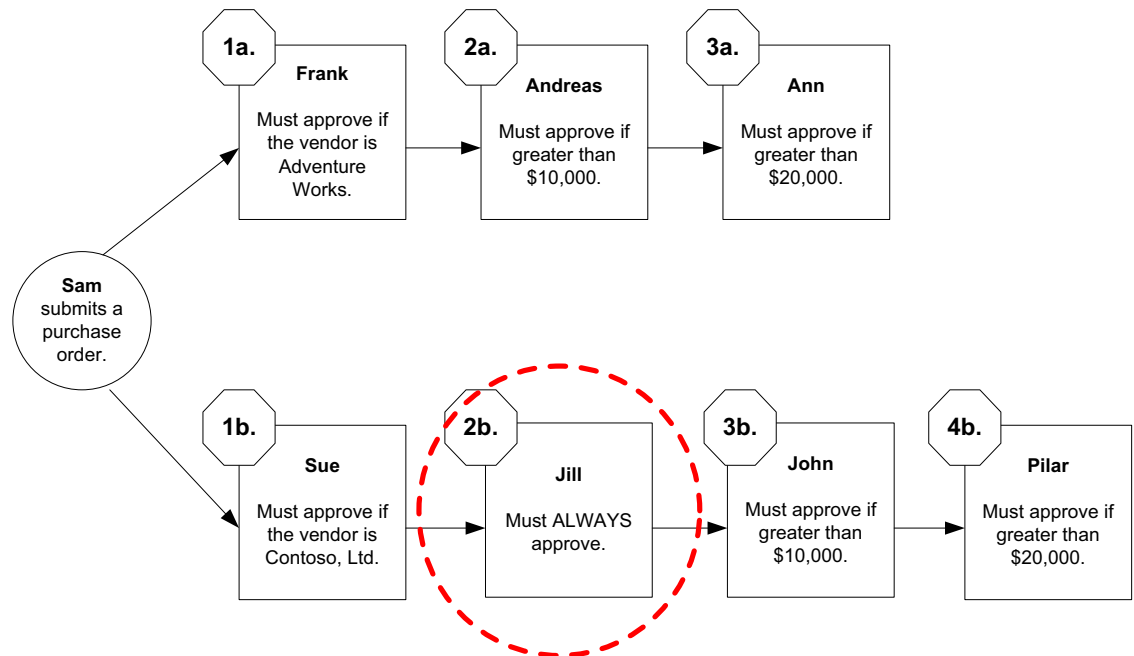 1a.
Frank
Must approve if
the vendor is
Adventure
Works.
2a.
Andreas
Must approve if
greater than
$10,000.
3a.
Ann
Must approve if
greater than
$20,000.
Sam
submits a
purchase
order.
1b.
Sue
Must approve if
the vendor is
Contoso, Ltd.
2b.
Jill
Must ALWAYS
approve.
3b.
John
Must approve if
greater than
$10,000.
4b.
Pilar
Must approve if
greater than
$20,000.